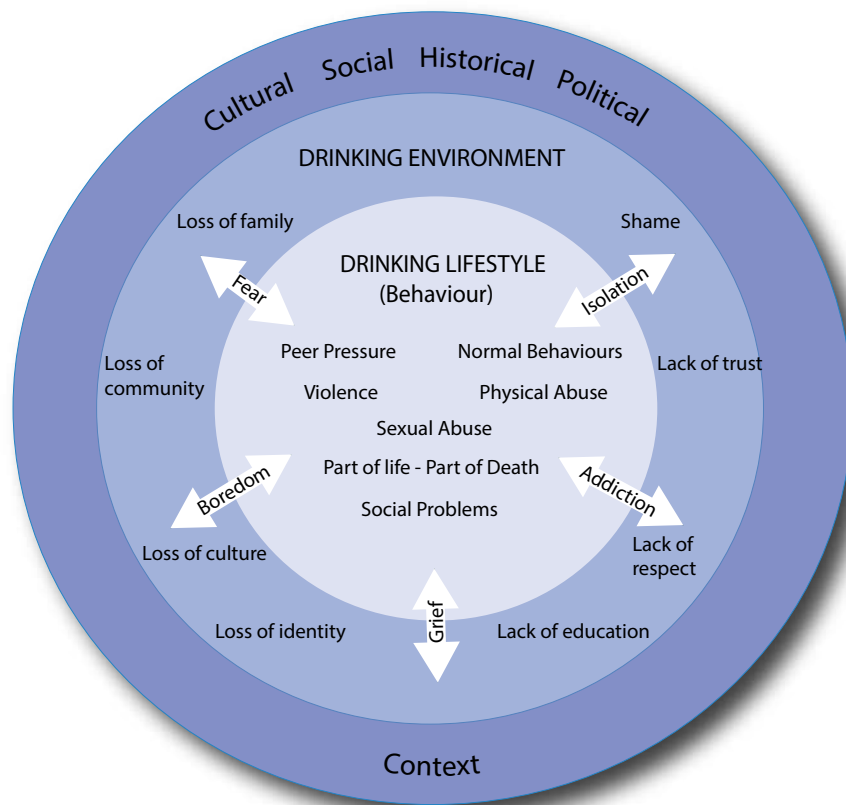 Cultural Social Historical Political
DRINKING ENVIRONMENT
Loss of family
Shame
DRINKING LIFESTYLE
(Behaviour)
Fear
Isolation
Peer Pressure
Normal Behaviours
Loss of
community
Lack of trust
Violence
Physical Abuse
Sexual Abuse
Part of life - Part of Death
Boredom
Addiction
Social Problems
Loss of culture
Lack of
respect
Grief
Loss of identity
Lack of education
Context